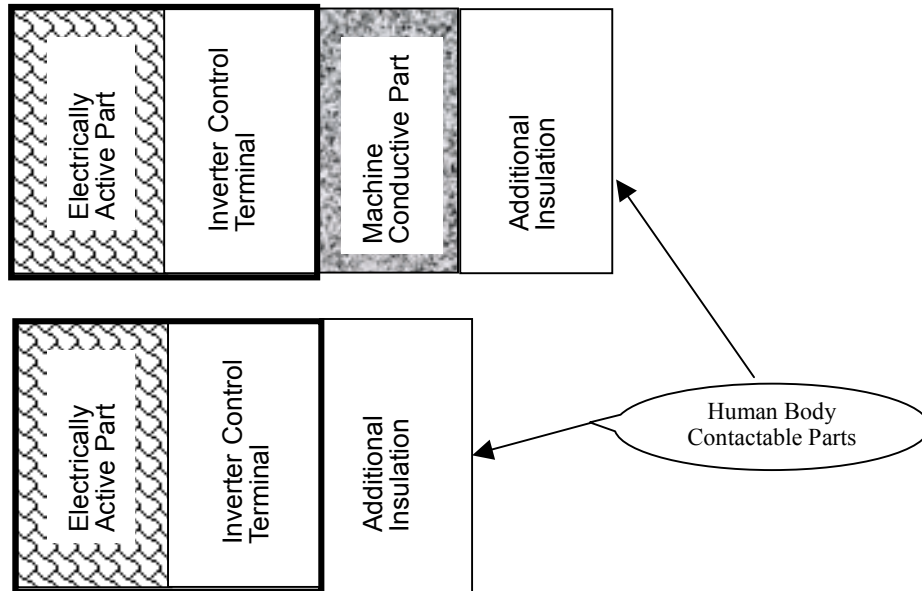 Electrically
Active Part
Inverter Control
Terminal
Machine
Conductive Part
Additional
Insulation
Electrically
Active Part
Inverter Control
Terminal
Additional
Insulation
Human Body
Contactable Parts